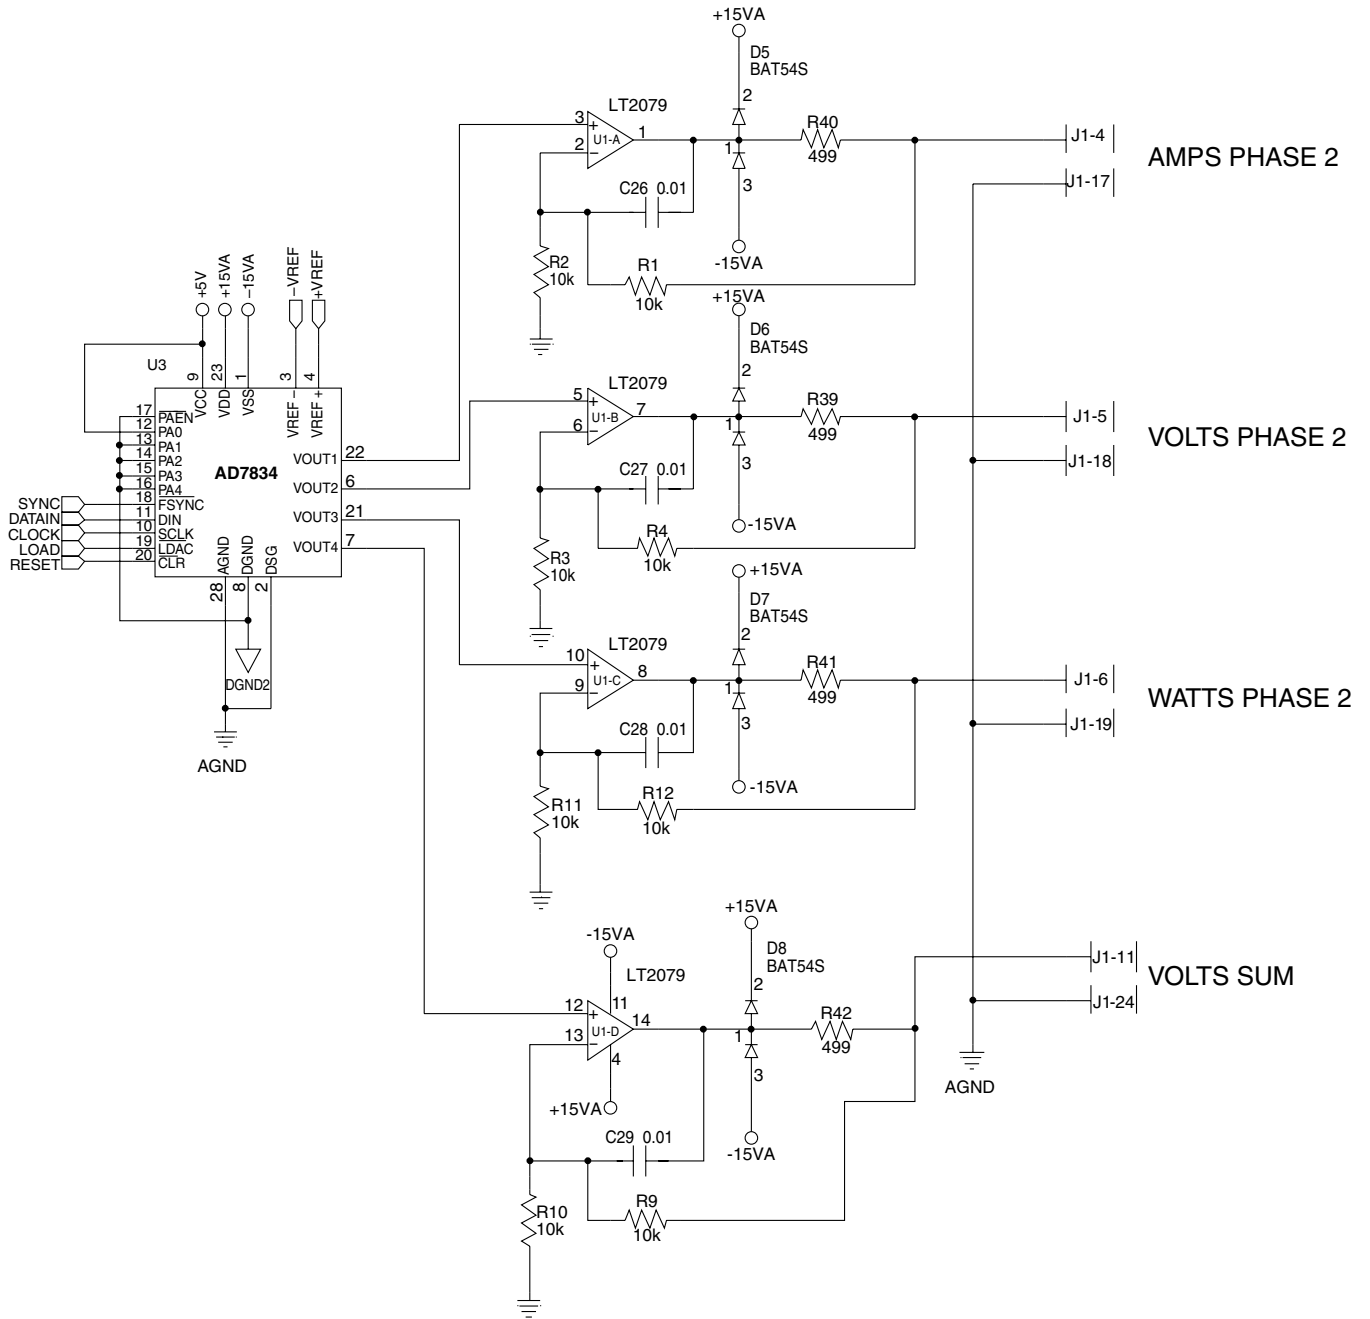 +15VA
D5
BAT54S
2
LT2079
3
+
U1-A
1
2
−
1
3
R40
499
J1-4
AMPS PHASE 2
J1-17
C26 0.01
-15VA
R2
10k
R1
10k
+15VA
D6
BAT54S
2
LT2079
5
+
U1-B
7
6
−
1
3
R39
499
J1-5
VOLTS PHASE 2
J1-18
C27 0.01
-15VA
R3
10k
R4
10k
+5V
+15VA
−15VA
−VREF
+VREF
U3
9
23
1
3
4
VCC
VDD
VSS
VREF -
VREF +
17 PAEN
12 PA0
13 PA1
14 PA2
15 PA3
16 PA4
SYNC 18 FSYNC
DATAIN 11 DIN
CLOCK 10 SCLK
LOAD 19 LDAC
RESET 20 CLR
AD7834
VOUT1 22
VOUT2 6
VOUT3 21
VOUT4 7
AGND
DGND
DSG
28
8
2
DGND2
AGND
+15VA
D7
BAT54S
2
LT2079
10
+
U1-C
8
9
−
1
3
R41
499
J1-6
WATTS PHASE 2
J1-19
C28 0.01
-15VA
R11
10k
R12
10k
+15VA
D8
BAT54S
2
-15VA
LT2079
11
12
+
U1-D
14
13
−
4
+15VA
1
3
-15VA
R42
499
J1-11
VOLTS SUM
J1-24
AGND
C29 0.01
R10
10k
R9
10k